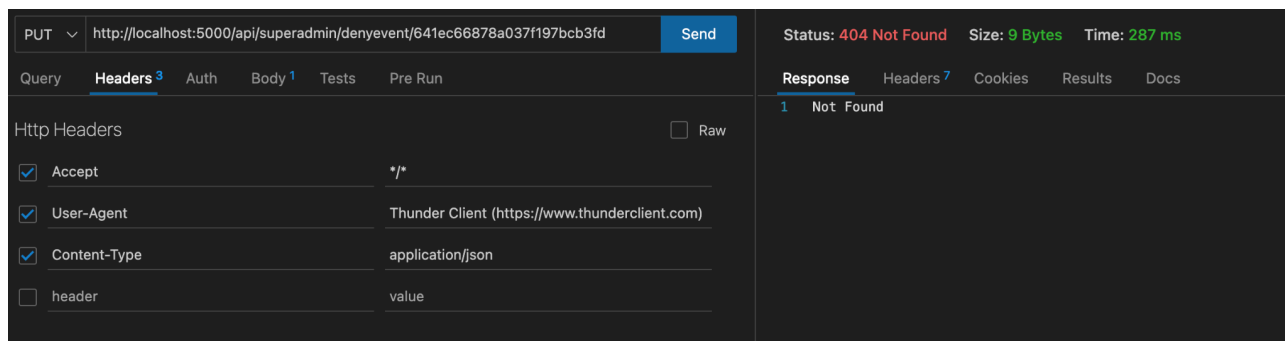 PUT http://localhost:5000/api/superadmin/denyevent/641ec66878a037f197bcb3fd Send
Status: 404 Not Found Size: 9 Bytes Time: 287 ms
Query Headers 3 Auth Body 1 Tests Pre Run
Response Headers 7 Cookies Results Docs
1 Not Found
Http Headers Raw
Accept */*
User-Agent Thunder Client (https://www.thunderclient.com)
Content-Type application/json
header value